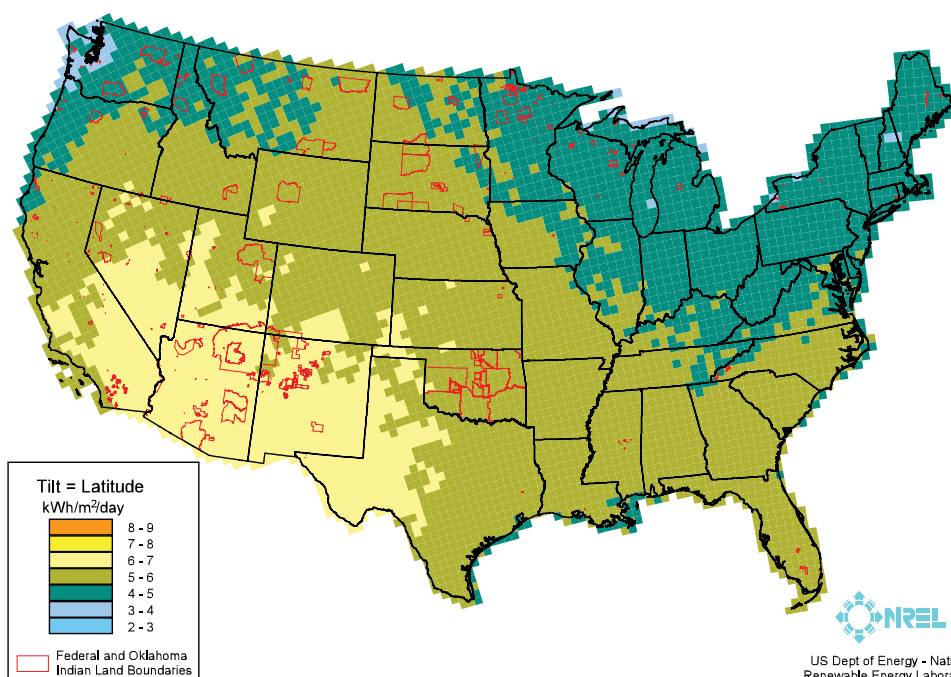 Tilt = Latitude
kWh/m²/day
8 - 9
7 - 8
6 - 7
5 - 6
4 - 5
3 - 4
2 - 3
Federal and Oklahoma
Indian Land Boundaries
NREL
US Dept of Energy - Nat
Renewable Energy Labora